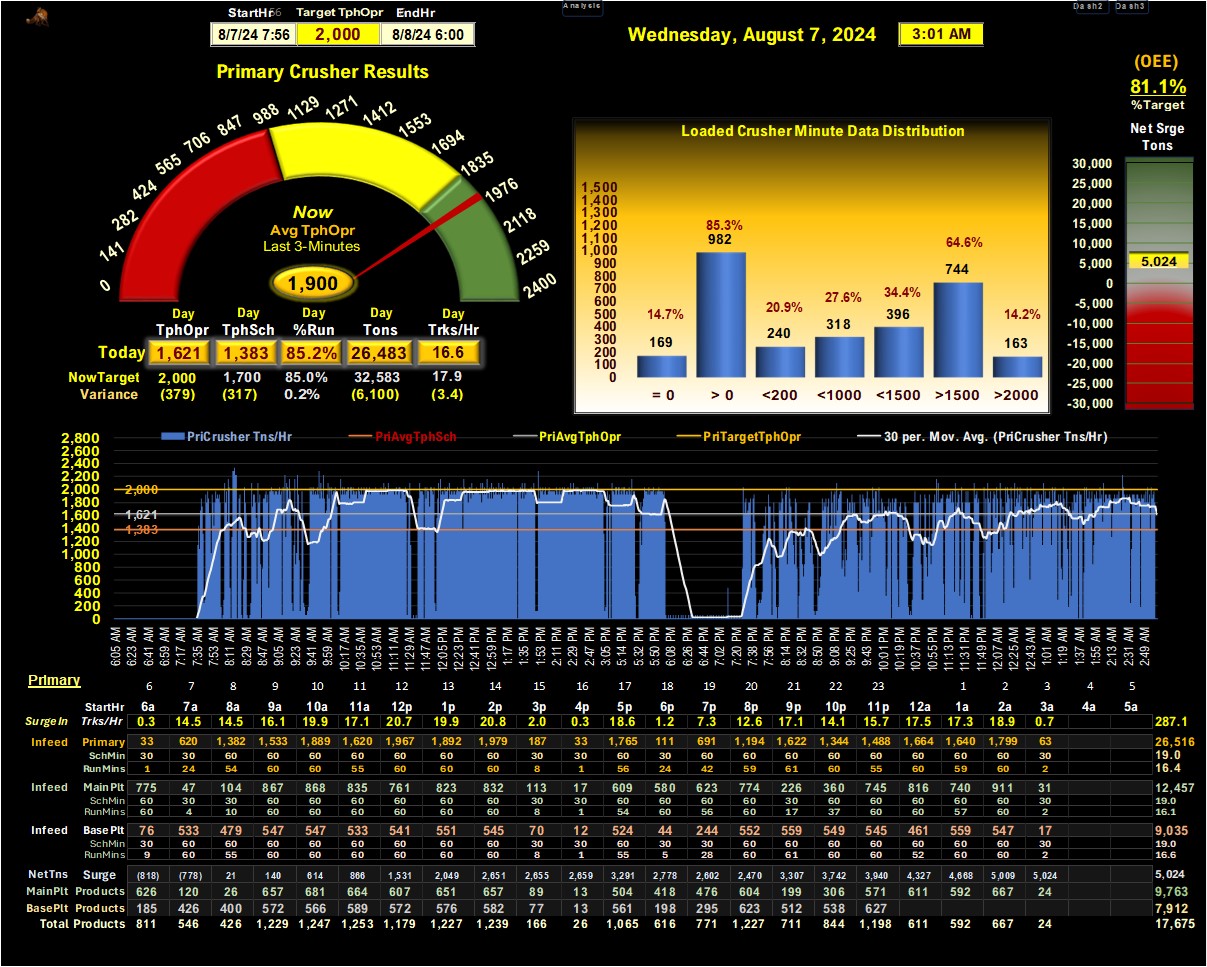 StartHr56 Target TphOpr EndHr
8/7/24 7:56 2,000 8/8/24 6:00
Analysis
Dash2 Dash3
Wednesday, August 7, 2024 3:01 AM
(OEE)
81.1%
%Target
Primary Crusher Results
0 141 282 424 565 706 847 988 1129 1271 1412 1553 1694 1835 1976 2118 2259 2400
Now
Avg TphOpr
Last 3-Minutes
1,900
Day Day Day Day Day
TphOpr TphSch %Run Tons Trks/Hr
Today 1,621 1,383 85.2% 26,483 16.6
NowTarget 2,000 1,700 85.0% 32,583 17.9
Variance (379) (317) 0.2% (6,100) (3.4)
Loaded Crusher Minute Data Distribution
1,500
1,400
1,300
1,200
1,100
1,000
900
800
700
600
500
400
300
200
100
0
14.7% 85.3% 20.9% 27.6% 34.4% 64.6% 14.2%
169 982 240 318 396 744 163
= 0 > 0 <200 <1000 <1500 >1500 >2000
Net Srge
Tons
30,000
25,000
20,000
15,000
10,000
5,000
0
-5,000
-10,000
-15,000
-20,000
-25,000
-30,000
5,024
PriCrusher Tns/Hr PriAvgTphSch PriAvgTphOpr PriTargetTphOpr 30 per. Mov. Avg. (PriCrusher Tns/Hr)
2,800
2,600
2,400
2,200
2,000
1,800
1,600
1,400
1,200
1,000
800
600
400
200
0
2,000
1,621
1,383
6:05 AM 6:23 AM 6:41 AM 6:59 AM 7:17 AM 7:35 AM 7:53 AM 8:11 AM 8:29 AM 8:47 AM 9:05 AM 9:23 AM 9:41 AM 9:59 AM 10:17 AM 10:35 AM 10:53 AM 11:11 AM 11:29 AM 11:47 AM 12:05 PM 12:23 PM 12:41 PM 12:59 PM 1:17 PM 1:35 PM 1:53 PM 2:11 PM 2:29 PM 2:47 PM 3:05 PM 5:14 PM 5:32 PM 5:50 PM 6:08 PM 6:26 PM 6:44 PM 7:02 PM 7:20 PM 7:38 PM 7:56 PM 8:14 PM 8:32 PM 8:50 PM 9:08 PM 9:25 PM 9:43 PM 10:01 PM 10:19 PM 10:37 PM 10:55 PM 11:13 PM 11:31 PM 11:49 PM 12:07 AM 12:25 AM 12:43 AM 1:01 AM 1:19 AM 1:37 AM 1:55 AM 2:13 AM 2:31 AM 2:49 AM
Primary
6 7 8 9 10 11 12 13 14 15 16 17 18 19 20 21 22 23 1 2 3 4 5
StartHr 6a 7a 8a 9a 10a 11a 12p 1p 2p 3p 4p 5p 6p 7p 8p 9p 10p 11p 12a 1a 2a 3a 4a 5a
SurgeIn Trks/Hr 0.3 14.5 14.5 16.1 19.9 17.1 20.7 19.9 20.8 2.0 0.3 18.6 1.2 7.3 12.6 17.1 14.1 15.7 17.5 17.3 18.9 0.7 287.1
Infeed Primary 33 620 1,382 1,533 1,889 1,620 1,967 1,892 1,979 187 33 1,765 111 691 1,194 1,622 1,344 1,488 1,664 1,640 1,799 63 26,516
SchMin 30 30 60 60 60 60 60 60 60 30 30 60 30 60 60 60 60 60 60 60 60 30 19.0
RunMins 1 24 54 60 60 55 60 60 60 8 1 56 24 42 59 61 60 55 60 59 60 2 16.4
Infeed MainPlt 775 47 104 867 868 835 761 823 832 113 17 609 580 623 774 226 360 745 816 740 911 31 12,457
SchMin 60 30 30 60 60 60 60 60 60 30 30 60 60 60 60 30 60 60 60 60 60 30 19.0
RunMins 60 4 10 60 60 60 60 60 60 8 1 54 60 56 60 17 37 60 60 57 60 2 16.1
Infeed BasePlt 76 533 479 547 547 533 541 551 545 70 12 524 44 244 552 559 549 545 461 559 547 17 9,035
SchMin 30 60 60 60 60 60 60 60 60 30 30 60 30 60 60 60 60 60 60 60 60 30 19.0
RunMins 9 60 55 60 60 60 60 60 60 8 1 55 5 28 60 61 60 60 52 60 60 2 16.6
NetTns Surge (818) (778) 21 140 614 866 1,531 2,049 2,651 2,655 2,659 3,291 2,778 2,602 2,470 3,307 3,742 3,940 4,327 4,668 5,009 5,024 5,024
MainPlt Products 626 120 26 657 681 664 607 651 657 89 13 504 418 476 604 199 306 571 611 592 667 24 9,763
BasePlt Products 185 426 400 572 566 589 572 576 582 77 13 561 198 295 623 512 538 627 7,912
Total Products 811 546 426 1,229 1,247 1,253 1,179 1,227 1,239 166 26 1,065 616 771 1,227 711 844 1,198 611 592 667 24 17,675